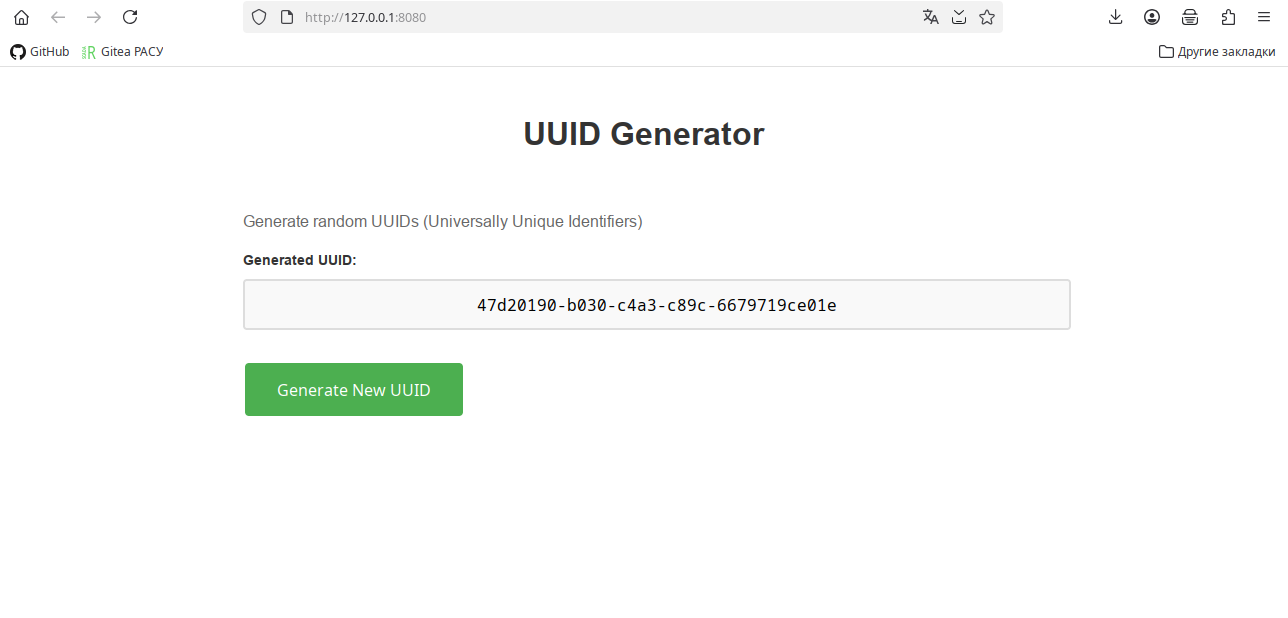 http://127.0.0.1:8080
GitHub Gitea РАСУ Другие закладки
UUID Generator
Generate random UUIDs (Universally Unique Identifiers)
Generated UUID:
47d20190-b030-c4a3-c89c-6679719ce01e
Generate New UUID